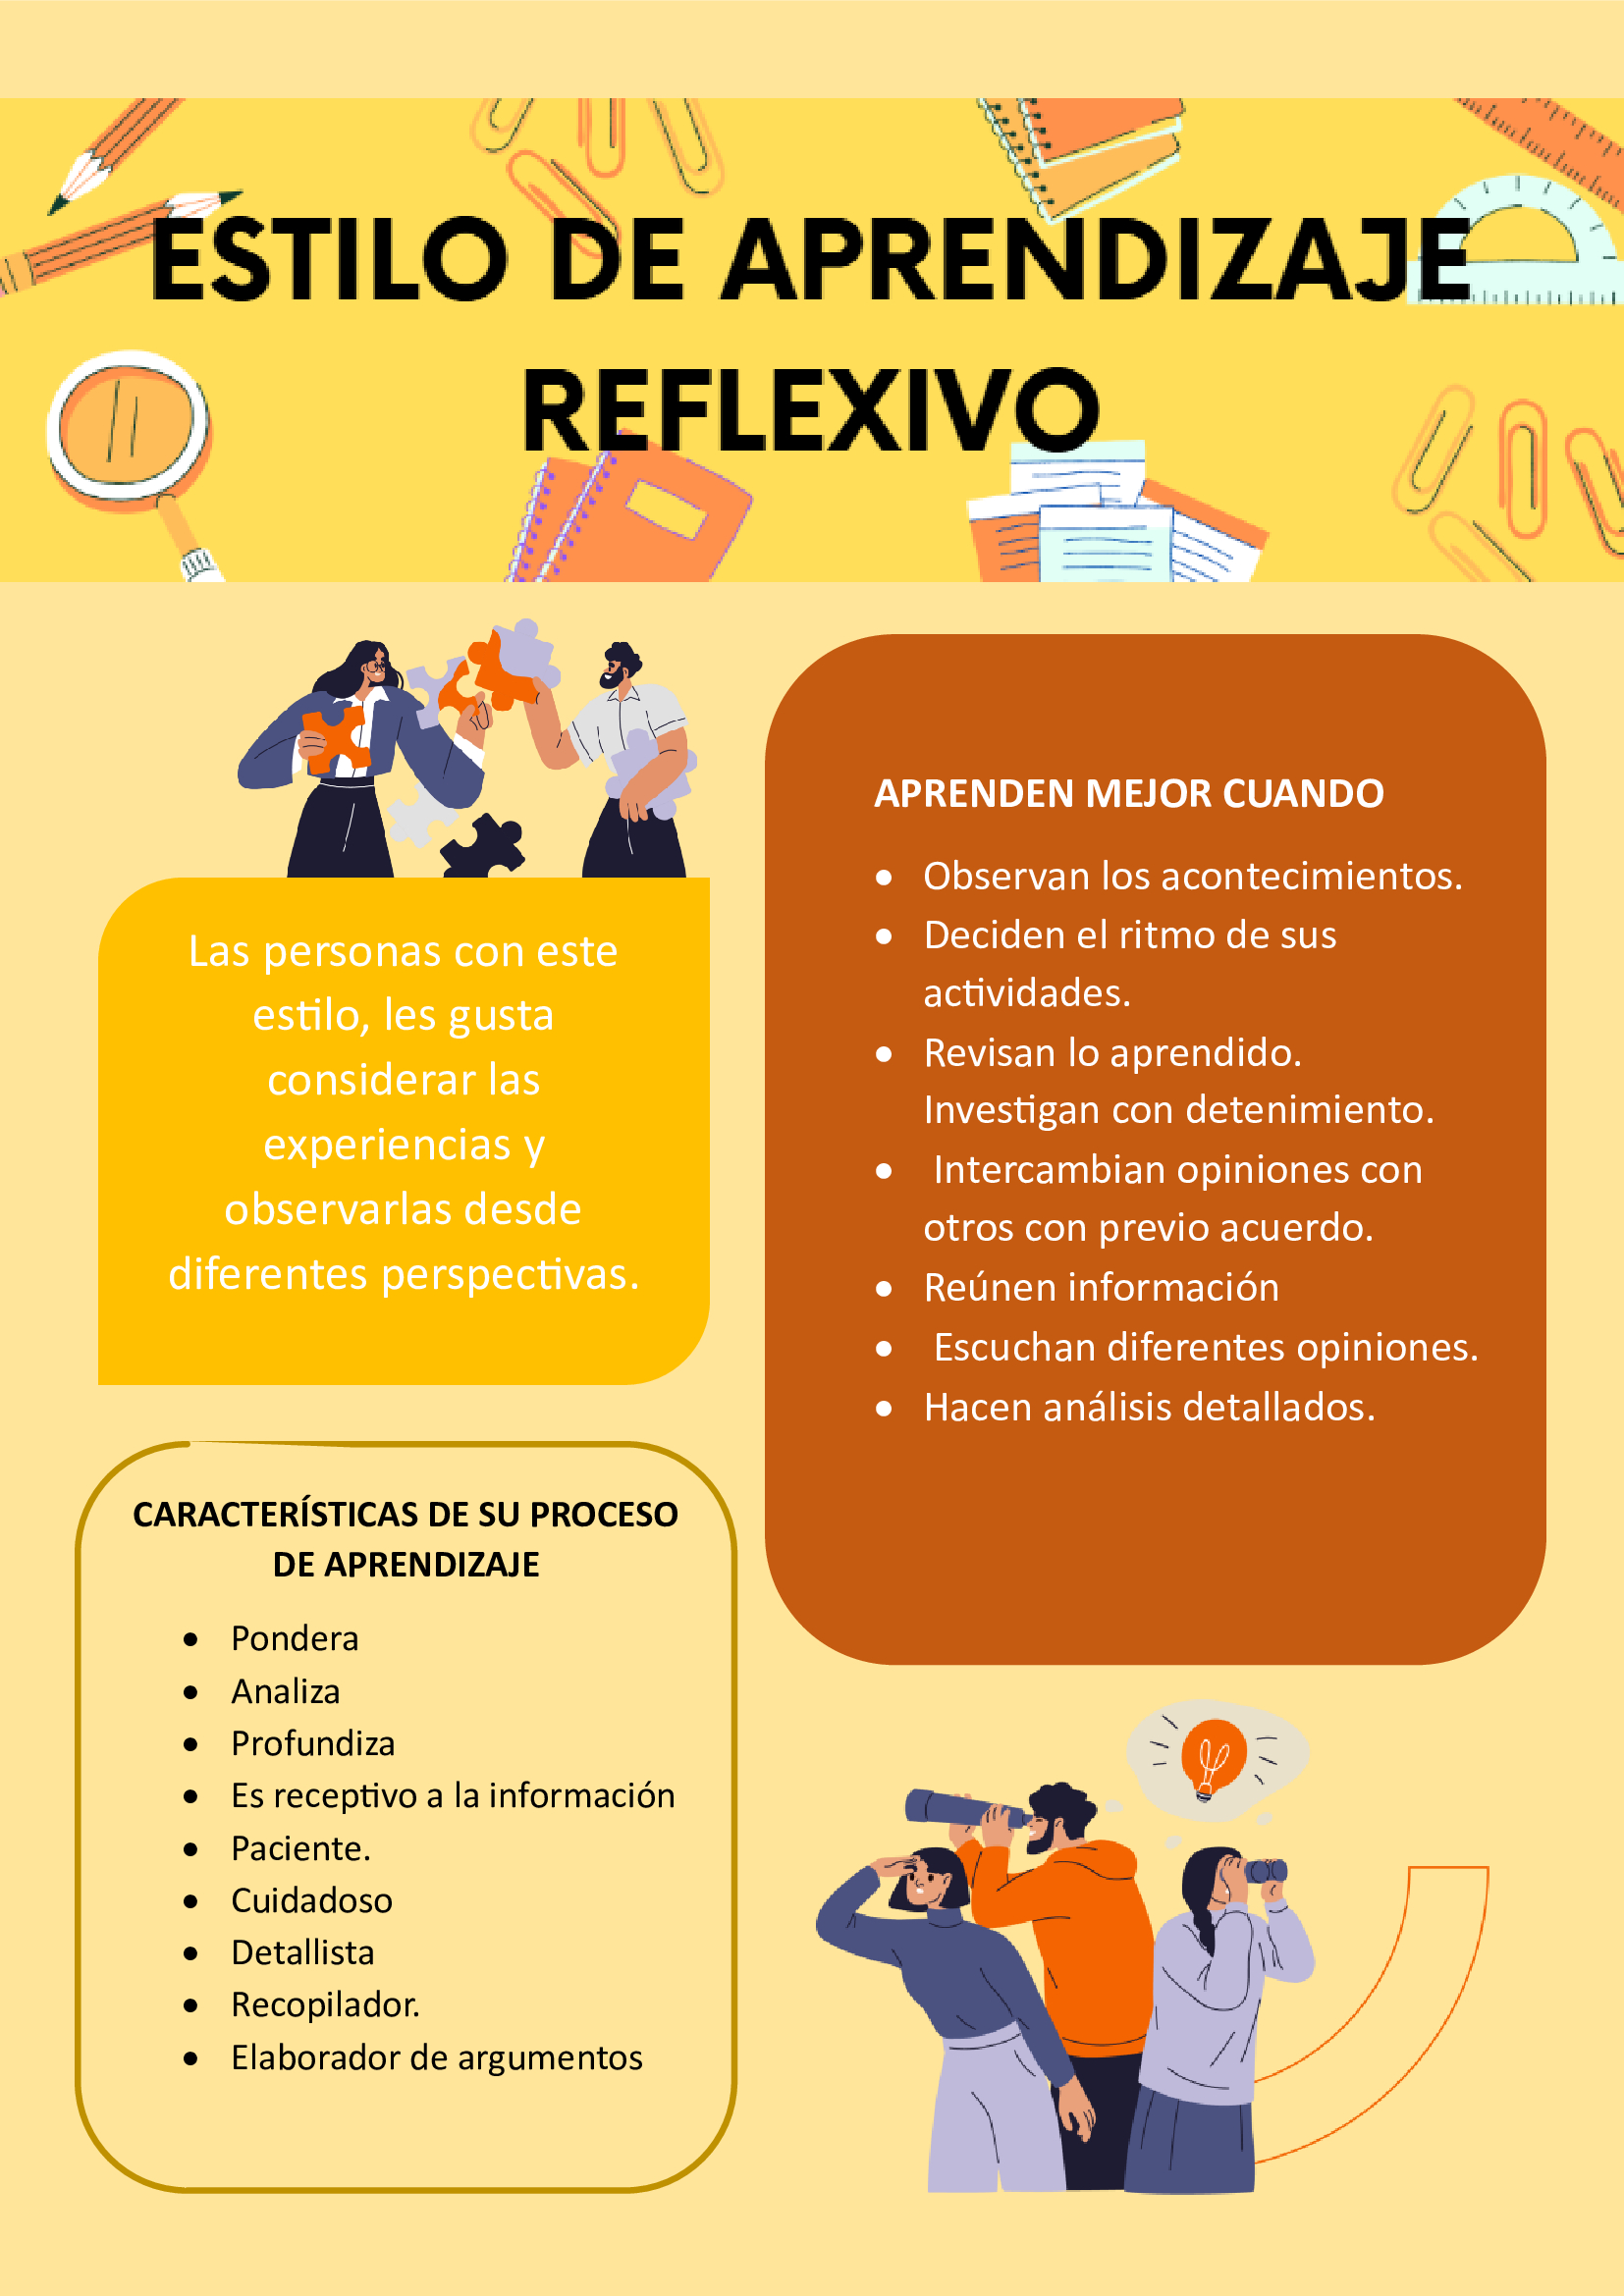 ESTILO DE APRENDIZAJE
REFLEXIVO
Las personas con este
estilo, les gusta
considerar las
experiencias y
observarlas desde
diferentes perspectivas.
APRENDEN MEJOR CUANDO
• Observan los acontecimientos.
• Deciden el ritmo de sus
actividades.
• Revisan lo aprendido.
Investigan con detenimiento.
• Intercambian opiniones con
otros con previo acuerdo.
• Reúnen información
• Escuchan diferentes opiniones.
• Hacen análisis detallados.
CARACTERÍSTICAS DE SU PROCESO
DE APRENDIZAJE
• Pondera
• Analiza
• Profundiza
• Es receptivo a la información
• Paciente.
• Cuidadoso
• Detallista
• Recopilador.
• Elaborador de argumentos